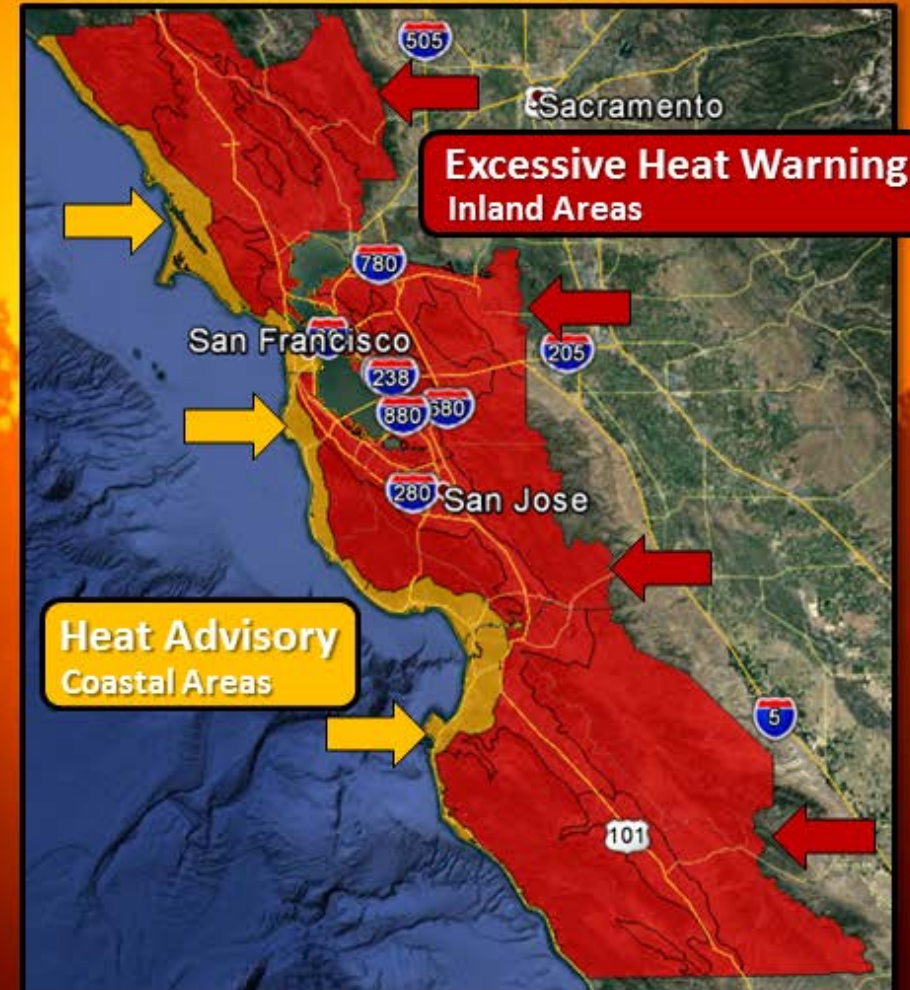 505
Sacramento
Excessive Heat Warning
Inland Areas
780
San Francisco
205
238
880
680
280
San Jose
Heat Advisory
Coastal Areas
5
101